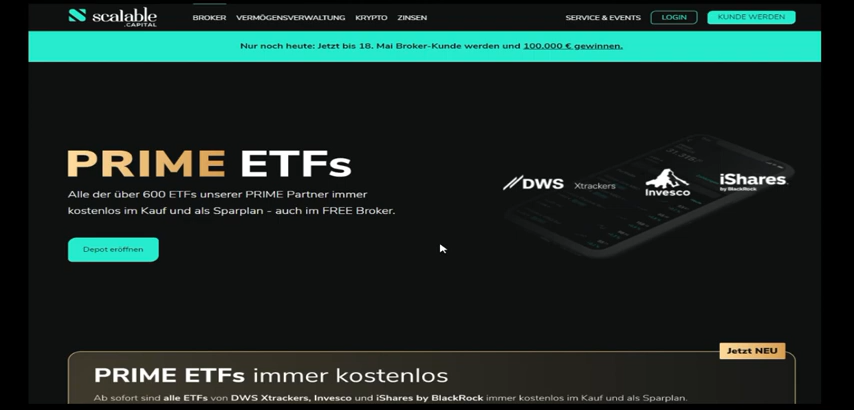 scalable
.CAPITAL
BROKER VERMÖGENSVERWALTUNG KRYPTO ZINSEN SERVICE & EVENTS LOGIN KUNDE WERDEN
Nur noch heute: Jetzt bis 18. Mai Broker-Kunde werden und 100.000 € gewinnen.
PRIME ETFs
Alle der über 600 ETFs unserer PRIME Partner immer
kostenlos im Kauf und als Sparplan - auch im FREE Broker.
DWS Xtrackers
Invesco
iShares.
by BlackRock
Depot eröffnen
Jetzt NEU
PRIME ETFs immer kostenlos
Ab sofort sind alle ETFs von DWS Xtrackers, Invesco und iShares by BlackRock immer kostenlos im Kauf und als Sparplan.